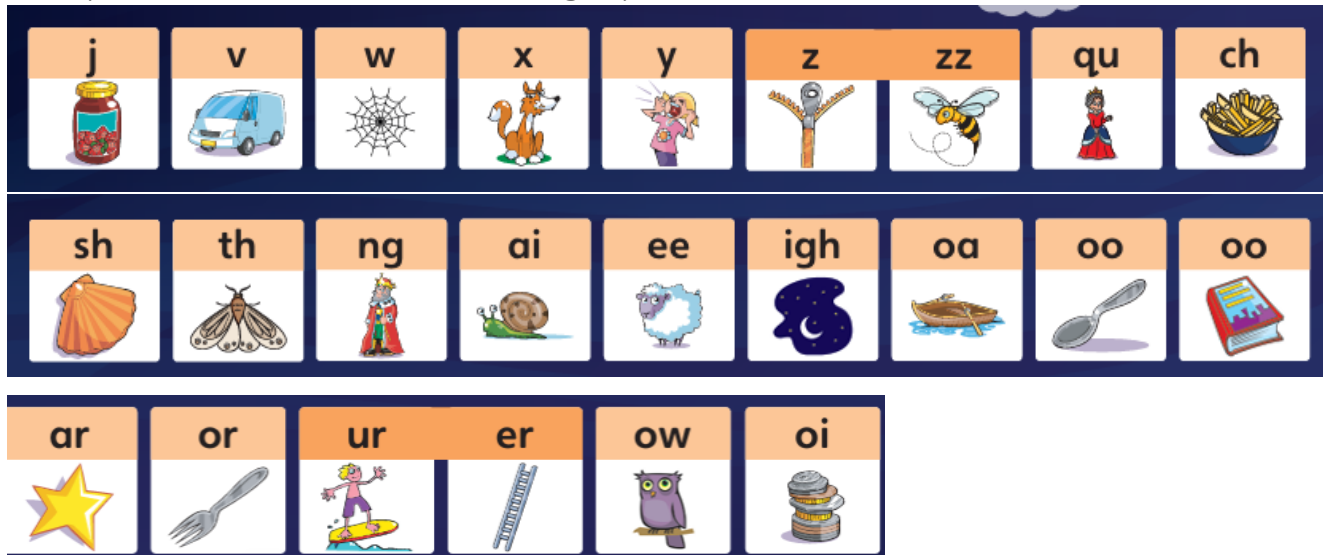 j v w x y z zz qu ch
sh th ng ai ee igh oa oo oo
ar or ur er ow oi